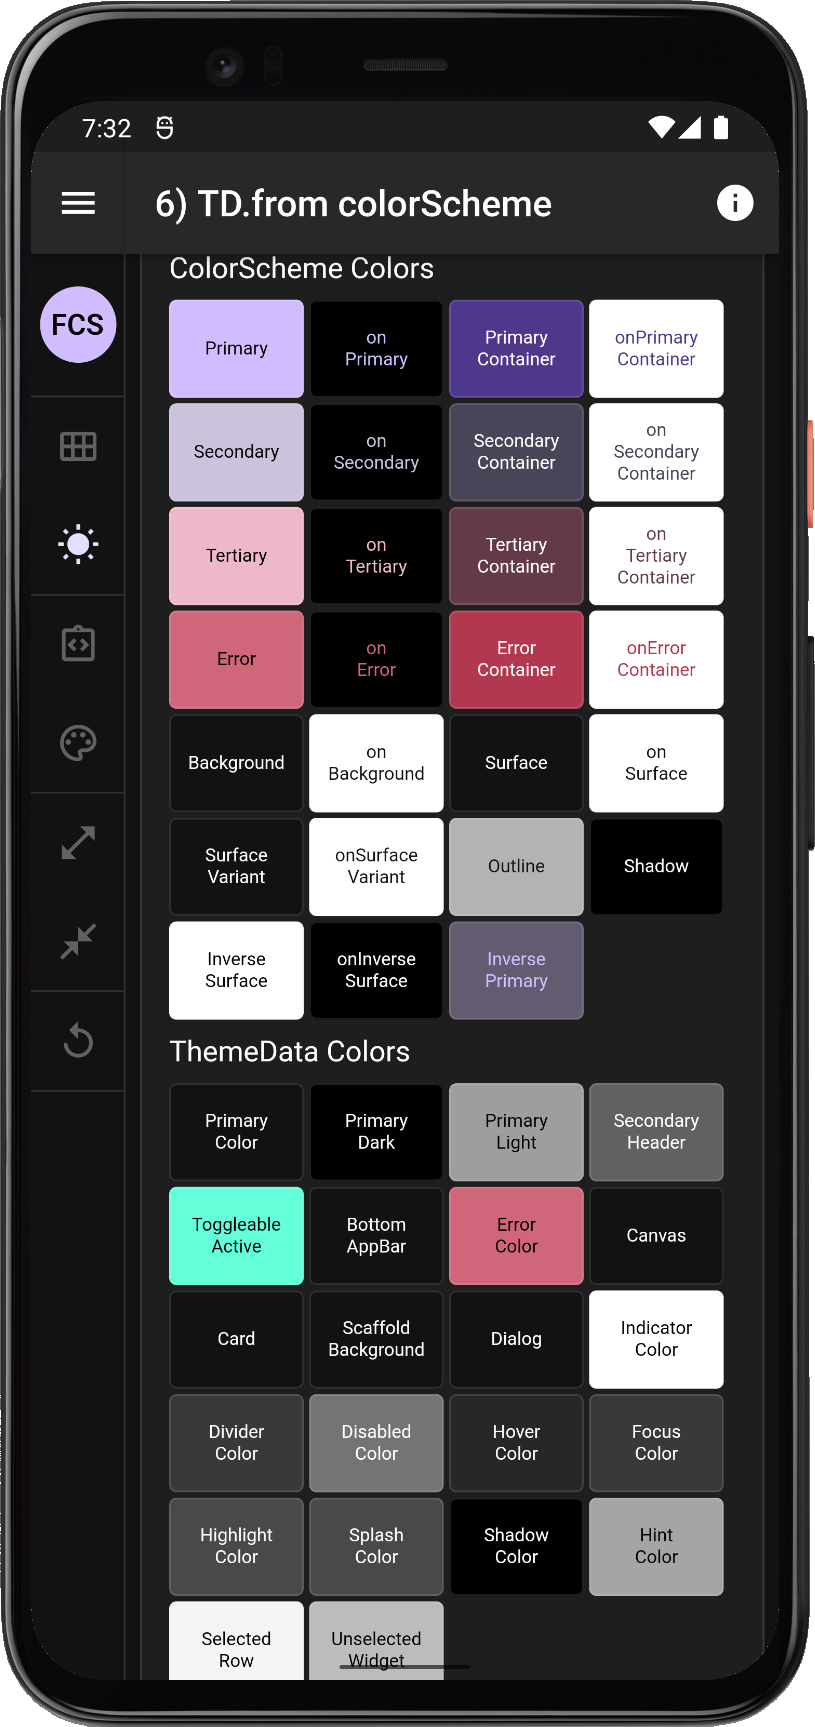 7:32
6) TD.from colorScheme
FCS
ColorScheme Colors
Primary
on
Primary
Primary
Container
onPrimary
Container
Secondary
on
Secondary
Secondary
Container
on
Secondary
Container
Tertiary
on
Tertiary
Tertiary
Container
on
Tertiary
Container
Error
on
Error
Error
Container
onError
Container
Background
on
Background
Surface
on
Surface
Surface
Variant
onSurface
Variant
Outline
Shadow
Inverse
Surface
onInverse
Surface
Inverse
Primary
ThemeData Colors
Primary
Color
Primary
Dark
Primary
Light
Secondary
Header
Toggleable
Active
Bottom
AppBar
Error
Color
Canvas
Card
Scaffold
Background
Dialog
Indicator
Color
Divider
Color
Disabled
Color
Hover
Color
Focus
Color
Highlight
Color
Splash
Color
Shadow
Color
Hint
Color
Selected
Row
Unselected
Widget